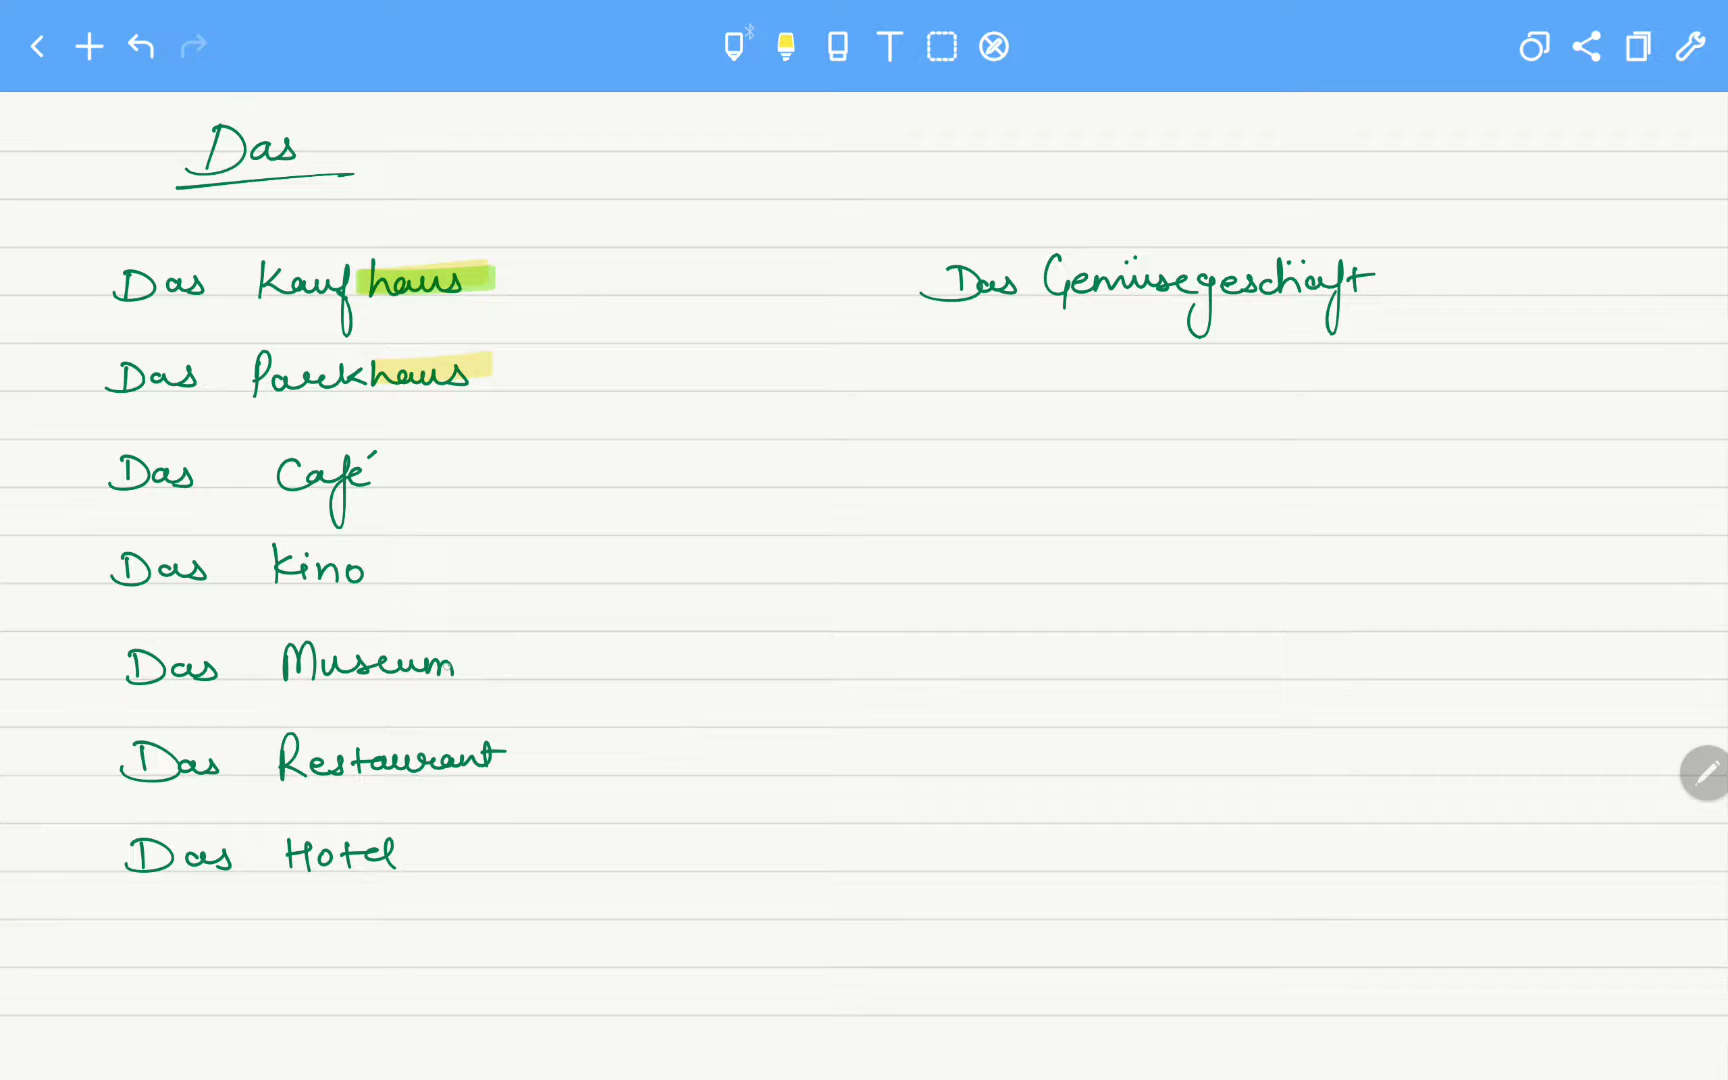 Das
Das Kaufhaus
Das Parkhaus
Das Café
Das Kino
Das Museum
Das Restaurant
Das Hotel
Das Gemüsegeschäft